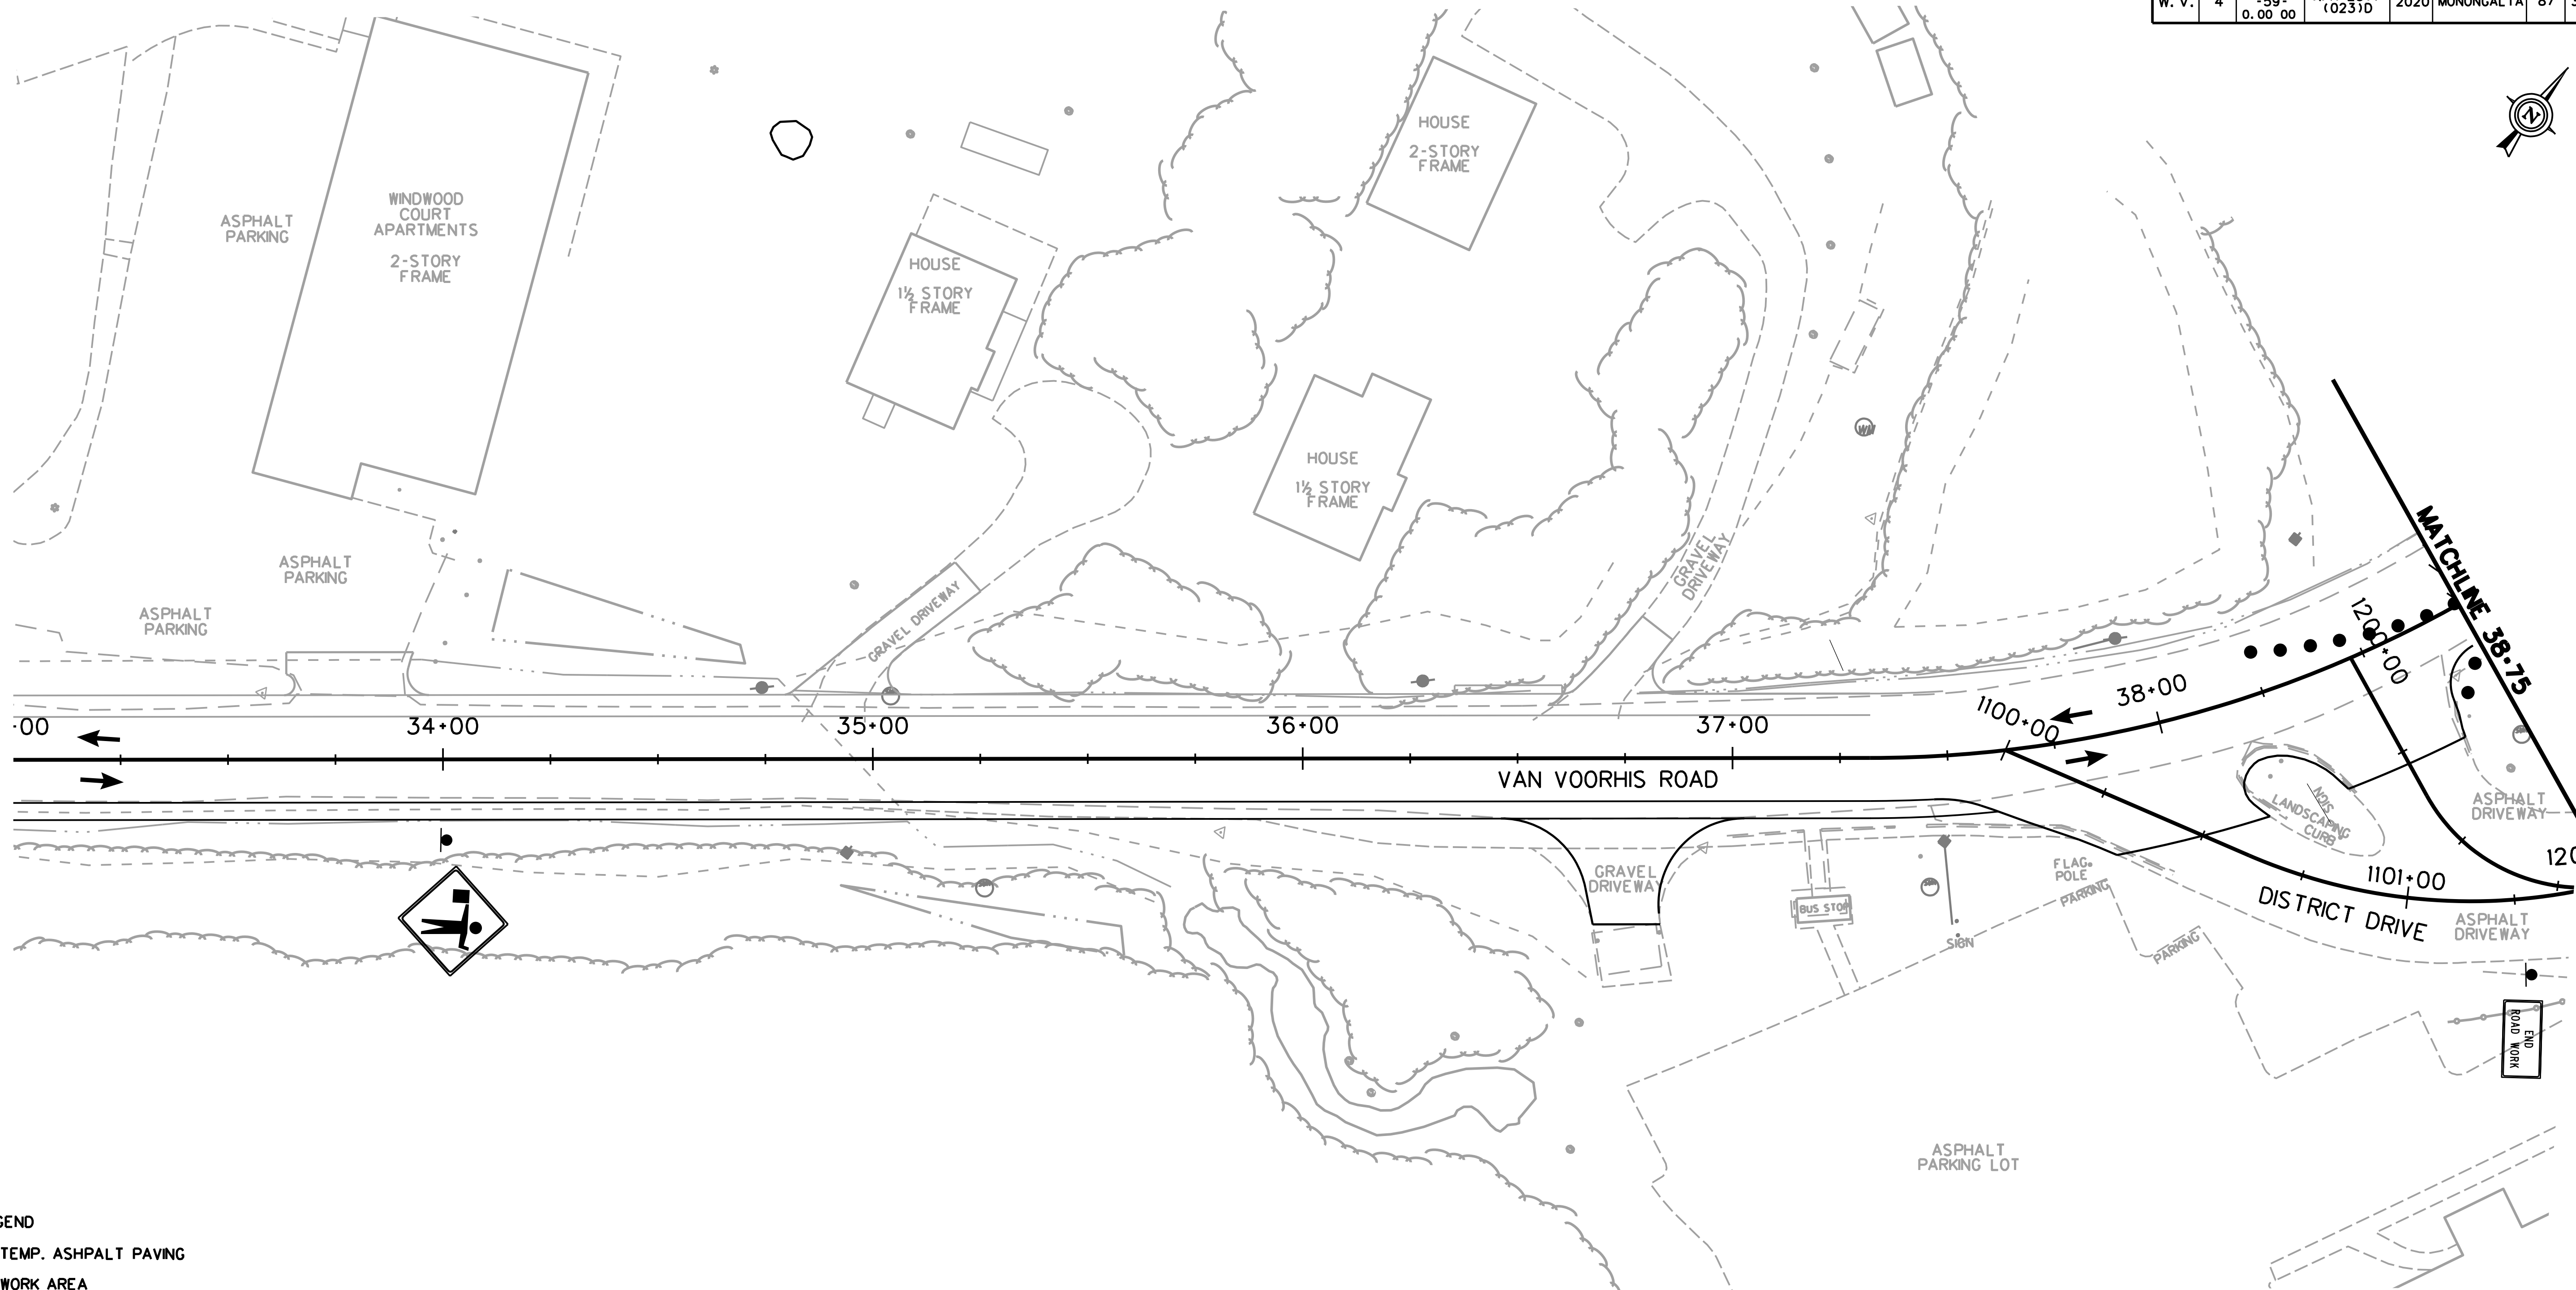 W. V. 4 -59- 0.00 00 (023)D 2020 MONONGALIA 87
N
WINDWOOD
COURT
APARTMENTS
2-STORY
FRAME
ASPHALT
PARKING
HOUSE
1½ STORY
FRAME
HOUSE
2-STORY
FRAME
HOUSE
1½ STORY
FRAME
WM
ASPHALT
PARKING
ASPHALT
PARKING
GRAVEL DRIVEWAY
GRAVEL
DRIVEWAY
MATCHLINE 38+75
34+00
35+00
36+00
37+00
38+00
1100+00
1200+00
VAN VOORHIS ROAD
SIGN
LANDSCAPING
CURB
ASPHALT
DRIVEWAY
GRAVEL
DRIVEWAY
BUS STOP
FLAG
POLE
PARKING
PARKING
SIGN
1101+00
DISTRICT DRIVE
ASPHALT
DRIVEWAY
END
ROAD WORK
ASPHALT
PARKING LOT
TEMP. ASHPALT PAVING
WORK AREA